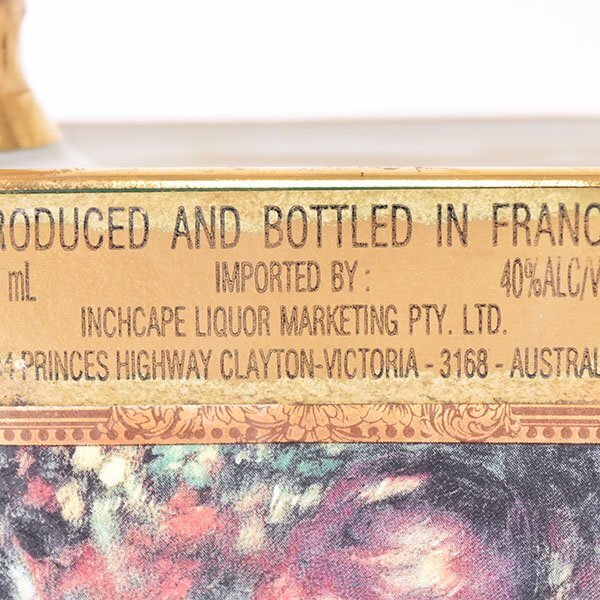 RODUCED AND BOTTLED IN FRANC
mL IMPORTED BY : 40%ALC/V
INCHCAPE LIQUOR MARKETING PTY. LTD.
4 PRINCES HIGHWAY CLAYTON-VICTORIA - 3168 - AUSTRAL